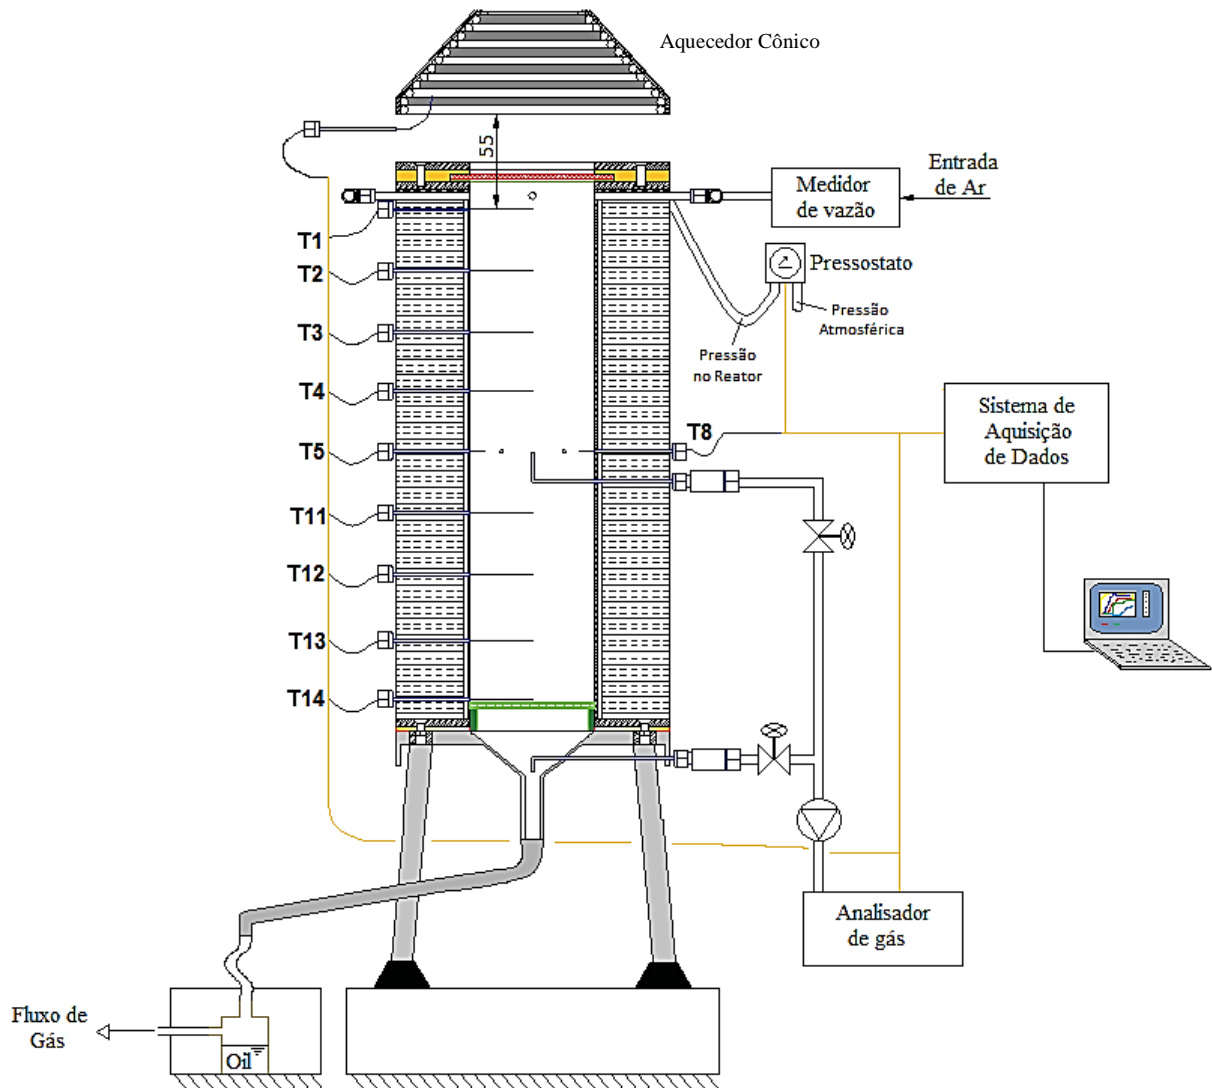 Aquecedor Cônico
55
Entrada
de Ar
Medidor
de vazão
T1
T2
Pressostato
Pressão
Atmosférica
T3
Pressão
no Reator
T4
Sistema de
Aquisição
de Dados
T8
T5
T11
T12
T13
T14
Analisador
de gás
Fluxo de
Gás
Oil